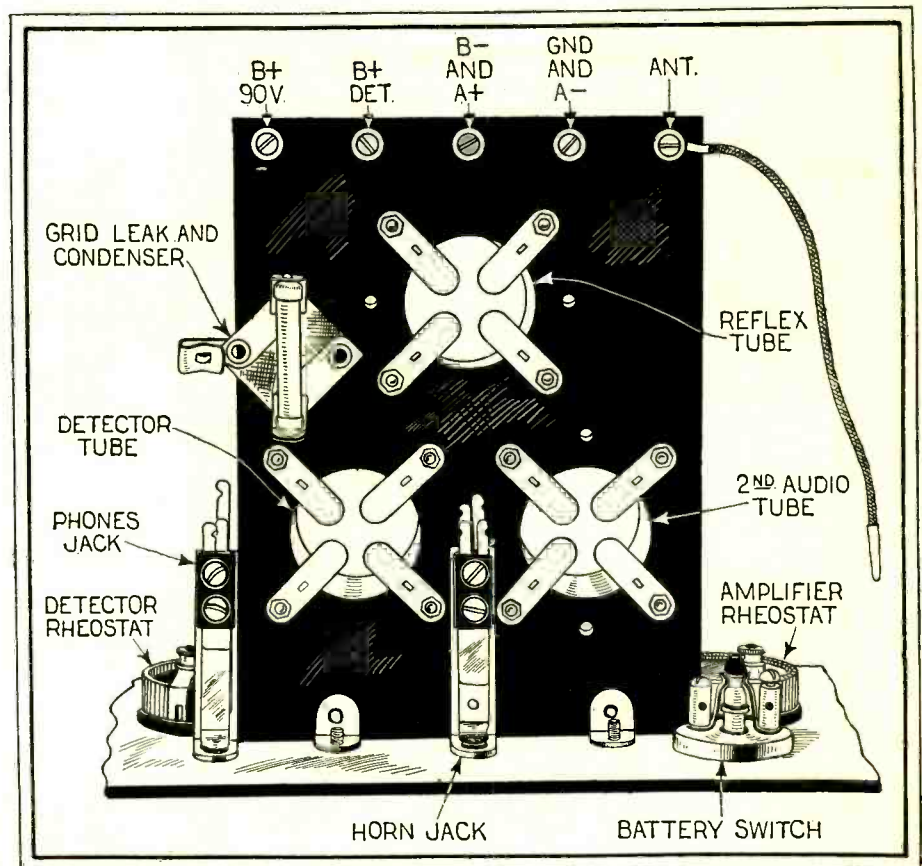 B+
90V.
B+
DET.
B-
AND
A+
GND
AND
A-
ANT.
GRID LEAK AND
CONDENSER
REFLEX
TUBE
DETECTOR
TUBE
2ND. AUDIO
TUBE
PHONES
JACK
DETECTOR
RHEOSTAT
AMPLIFIER
RHEOSTAT
HORN JACK
BATTERY SWITCH